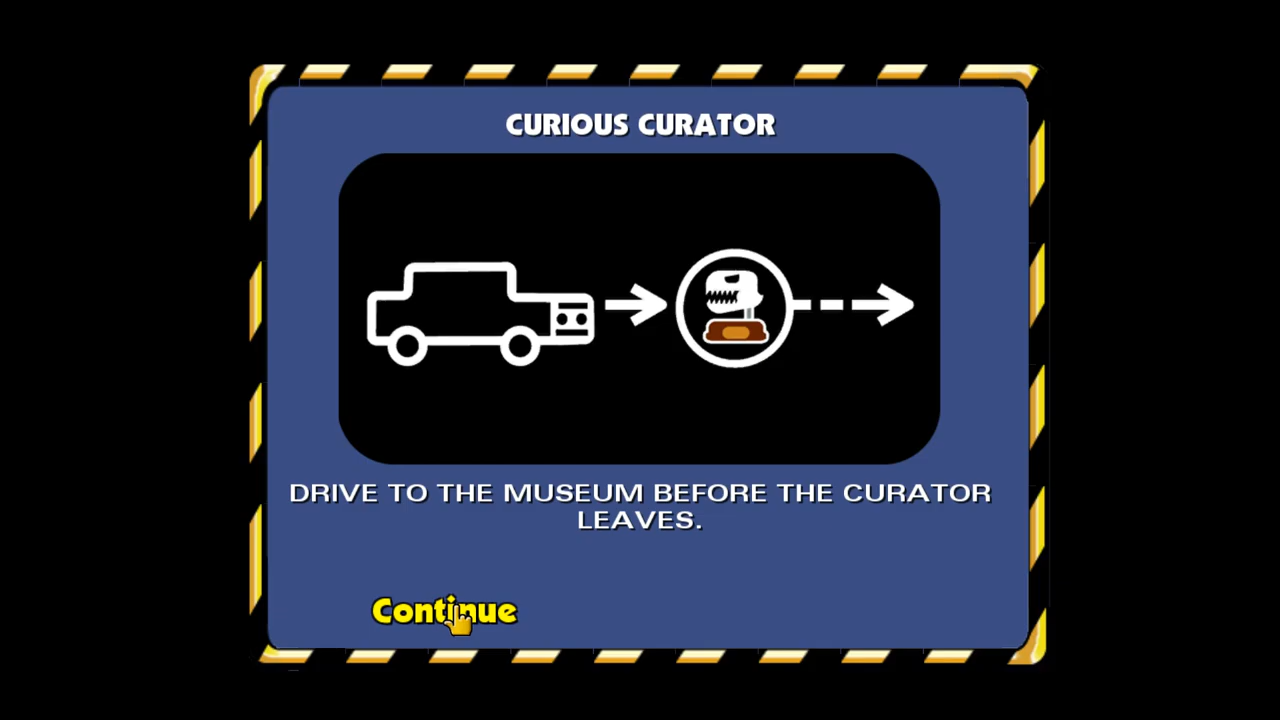 CURIOUS CURATOR
DRIVE TO THE MUSEUM BEFORE THE CURATOR
LEAVES.
Continue